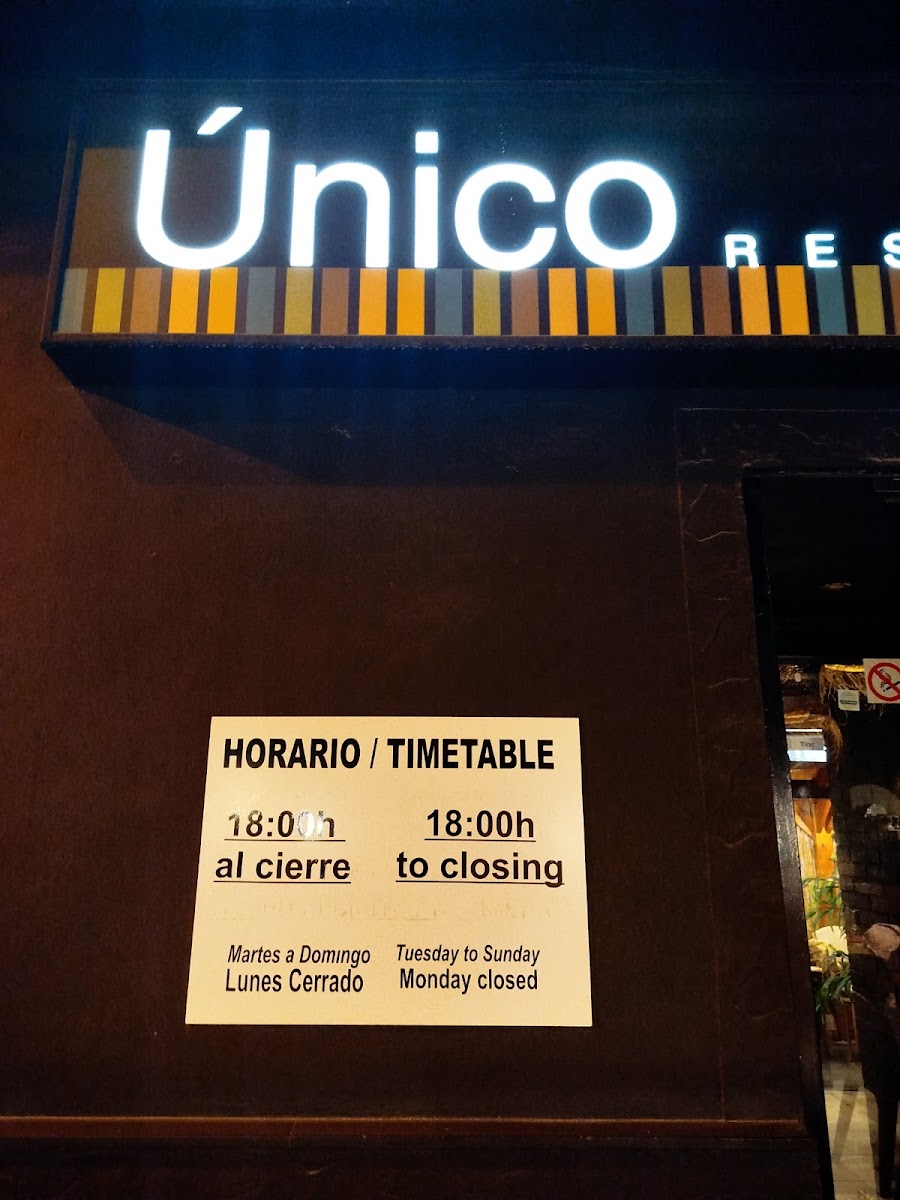 Único RES
HORARIO / TIMETABLE
18:00h 18:00h
al cierre to closing
Martes a Domingo Tuesday to Sunday
Lunes Cerrado Monday closed